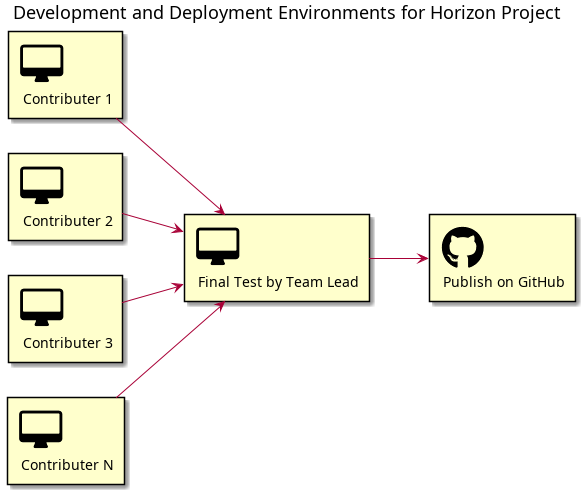 Development and Deployment Environments for Horizon Project
Contributer 1
Contributer 2
Final Test by Team Lead
Publish on GitHub
Contributer 3
Contributer N